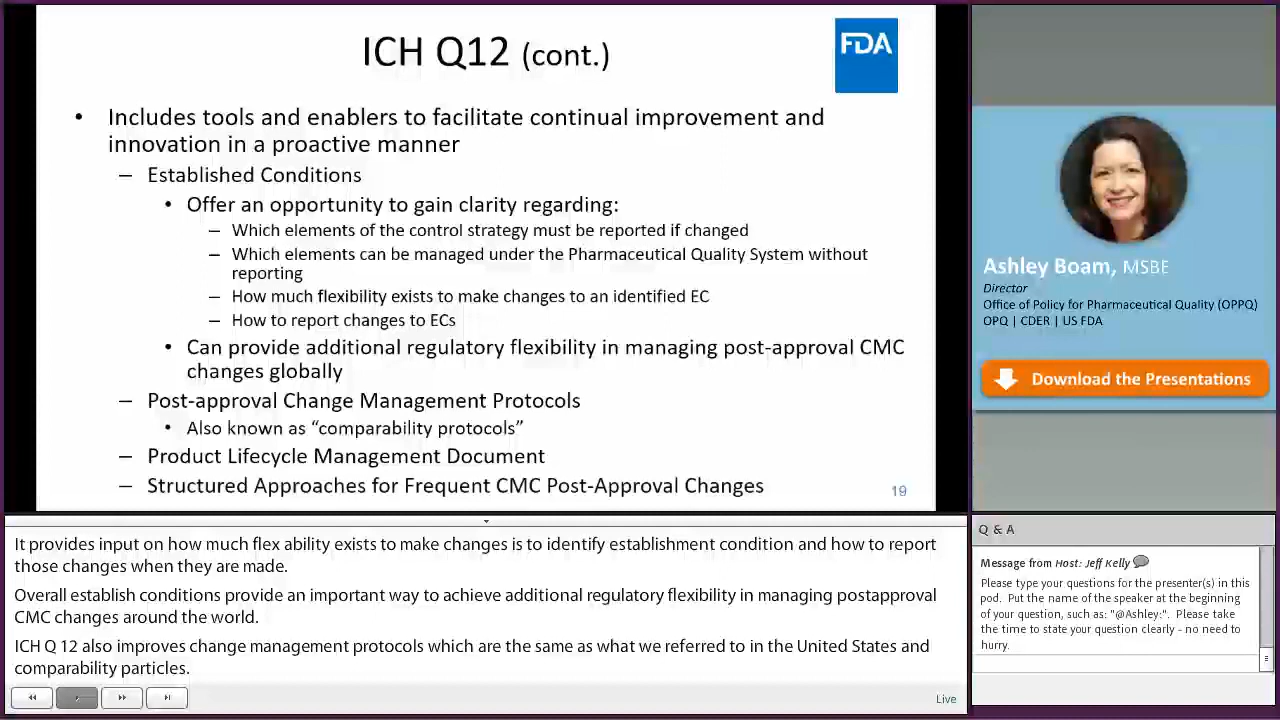 ICH Q12 (cont.)
FDA
• Includes tools and enablers to facilitate continual improvement and
innovation in a proactive manner
– Established Conditions
• Offer an opportunity to gain clarity regarding:
– Which elements of the control strategy must be reported if changed
– Which elements can be managed under the Pharmaceutical Quality System without
reporting
– How much flexibility exists to make changes to an identified EC
– How to report changes to ECs
• Can provide additional regulatory flexibility in managing post-approval CMC
changes globally
– Post-approval Change Management Protocols
• Also known as “comparability protocols”
– Product Lifecycle Management Document
– Structured Approaches for Frequent CMC Post-Approval Changes
19
Ashley Boam, MSBE
Director
Office of Policy for Pharmaceutical Quality (OPPQ)
OPQ | CDER | US FDA
Download the Presentations
It provides input on how much flex ability exists to make changes is to identify establishment condition and how to report
those changes when they are made.
Overall establish conditions provide an important way to achieve additional regulatory flexibility in managing postapproval
CMC changes around the world.
ICH Q 12 also improves change management protocols which are the same as what we referred to in the United States and
comparability particles.
Live
Q & A
Message from Host: Jeff Kelly
Please type your questions for the presenter(s) in this
pod. Put the name of the speaker at the beginning
of your question, such as: "@Ashley:". Please take
the time to state your question clearly - no need to
hurry.